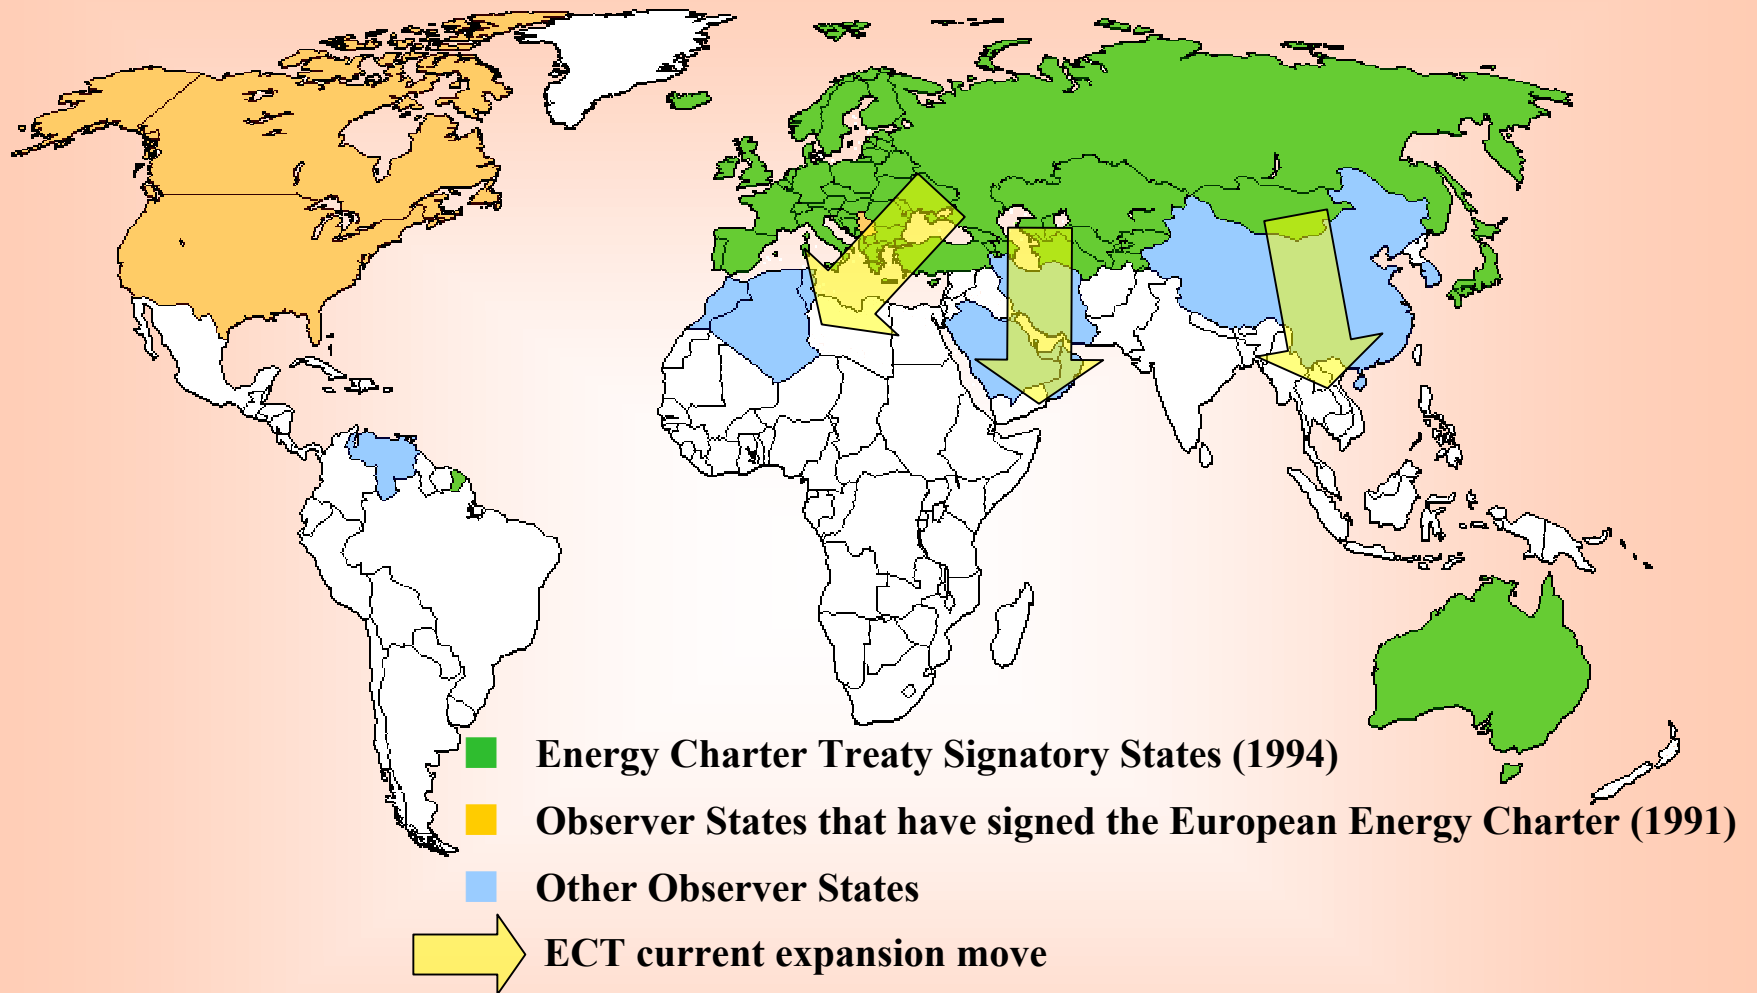 Energy Charter Treaty Signatory States (1994)
Observer States that have signed the European Energy Charter (1991)
Other Observer States
ECT current expansion move